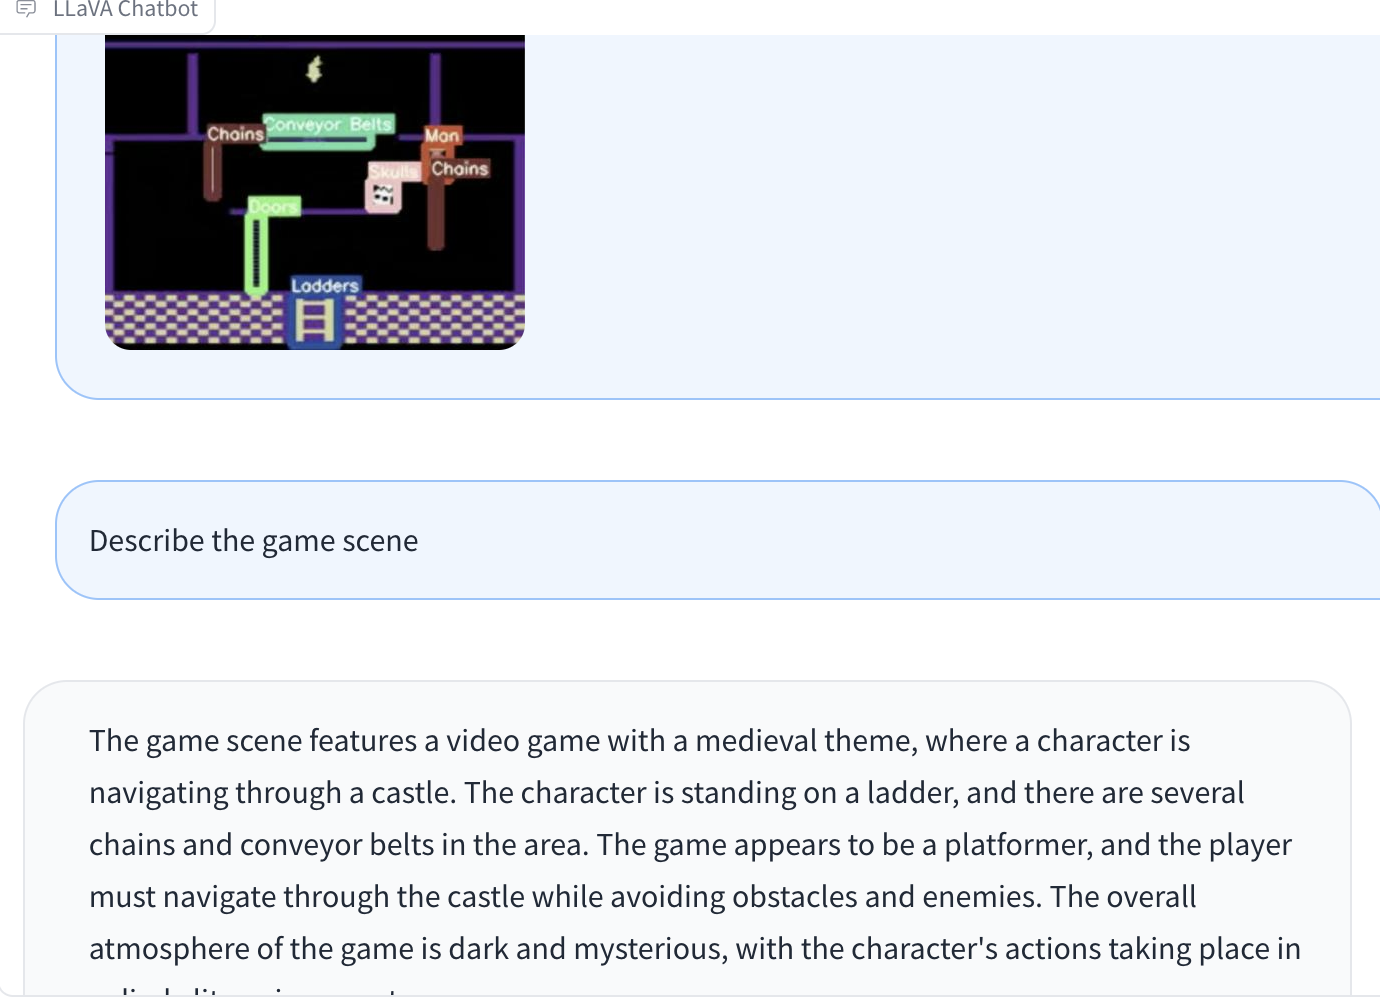 LLaVA Chatbot
Conveyor Belts
Chains
Man
Skulls
Chains
Doors
Ladders
Describe the game scene
The game scene features a video game with a medieval theme, where a character is
navigating through a castle. The character is standing on a ladder, and there are several
chains and conveyor belts in the area. The game appears to be a platformer, and the player
must navigate through the castle while avoiding obstacles and enemies. The overall
atmosphere of the game is dark and mysterious, with the character's actions taking place in